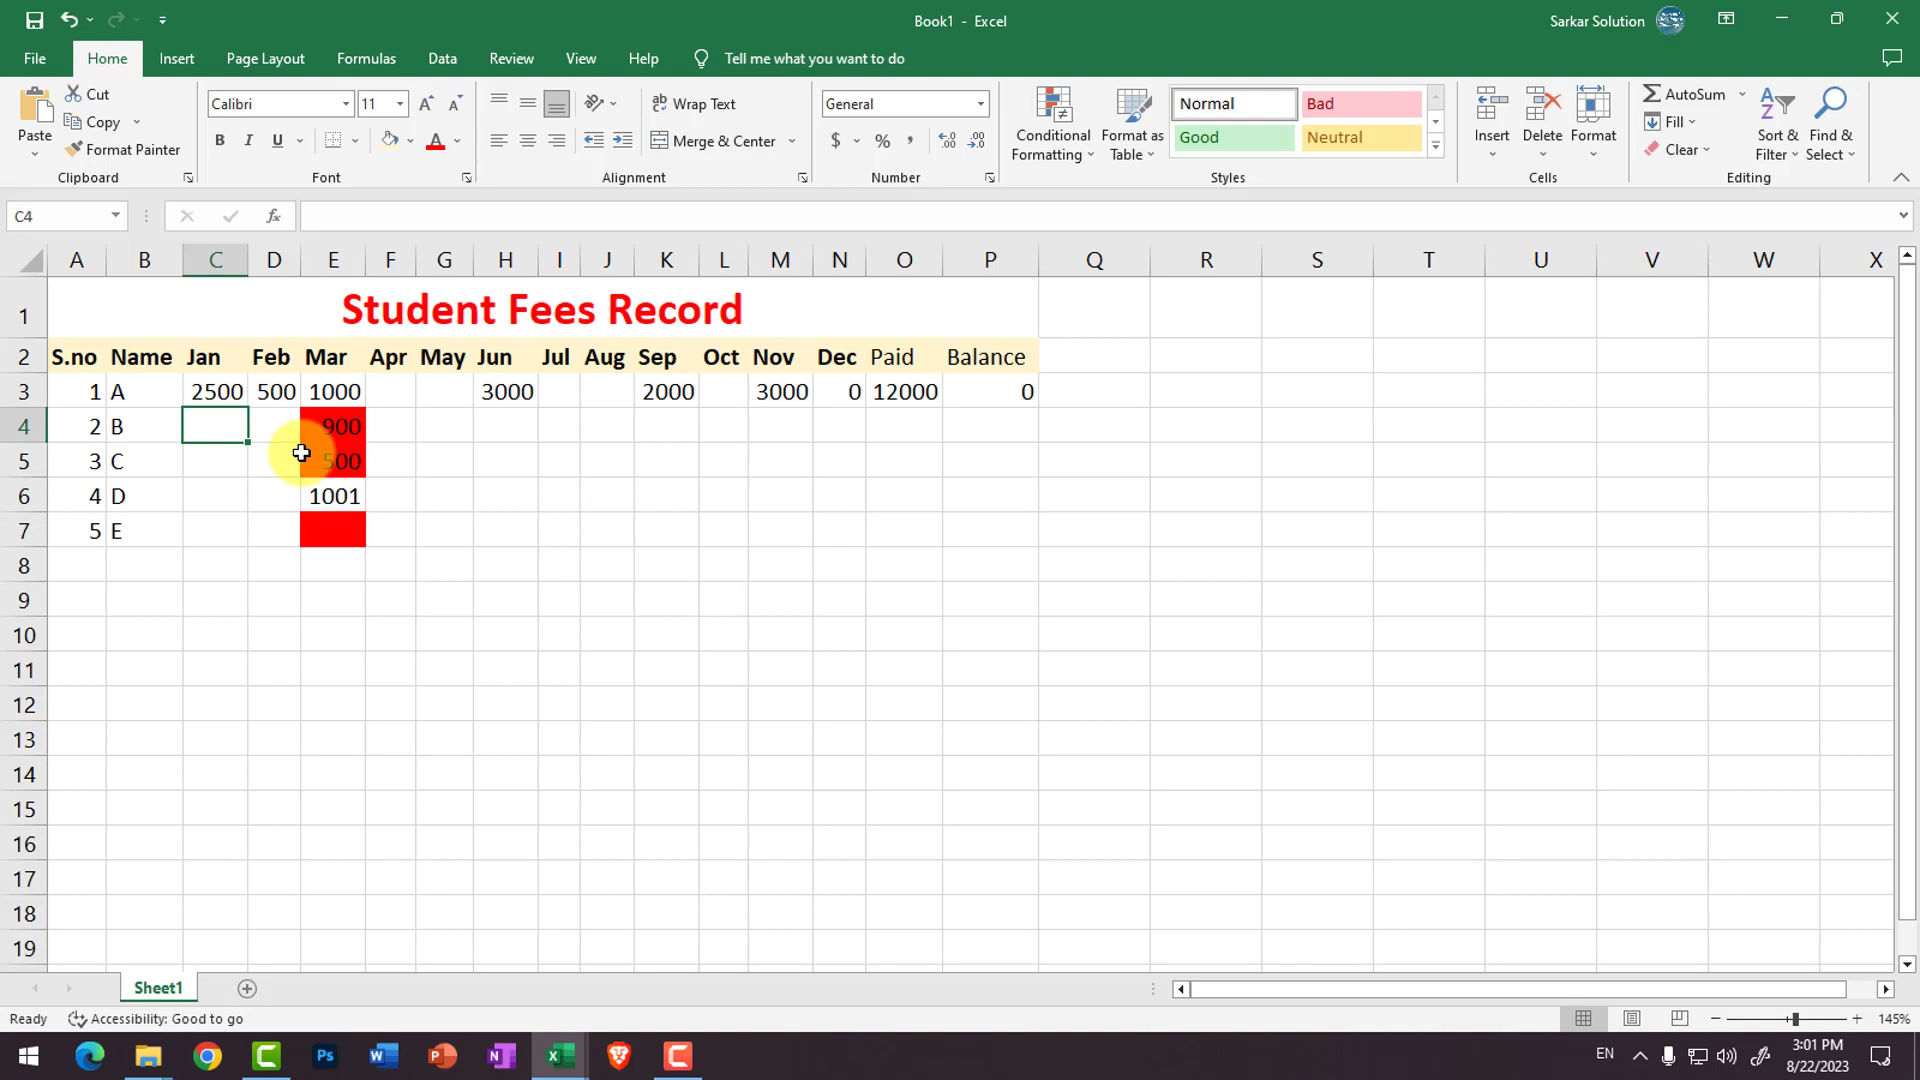 Book1 - Excel
Sarkar Solution
File Home Insert Page Layout Formulas Data Review View Help Tell me what you want to do
Paste
Cut
Copy
Format Painter
Clipboard
Calibri 11
B I U
Font
Wrap Text
Merge & Center
Alignment
General
$ % ,
Number
Conditional Formatting
Format as Table
Normal Bad
Good Neutral
Styles
Insert Delete Format
Cells
AutoSum
Fill
Clear
Sort & Filter
Find & Select
Editing
C4
fx
A B C D E F G H I J K L M N O P Q R S T U V W X
1 Student Fees Record
2 S.no Name Jan Feb Mar Apr May Jun Jul Aug Sep Oct Nov Dec Paid Balance
3 1 A 2500 500 1000 3000 2000 3000 0 12000 0
4 2 B 900
5 3 C 500
6 4 D 1001
7 5 E
8
9
10
11
12
13
14
15
16
17
18
19
Sheet1
Ready Accessibility: Good to go 145%
EN 3:01 PM
8/22/2023